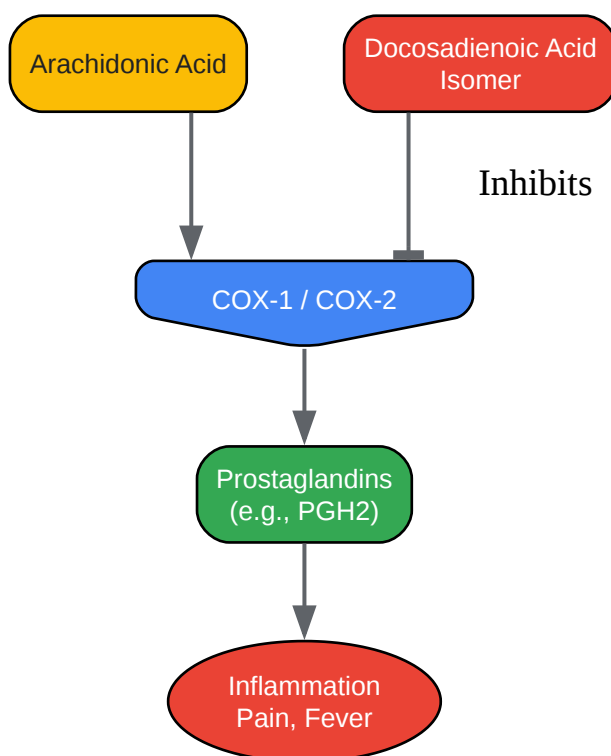 Arachidonic Acid
Docosadienoic Acid
Isomer
Inhibits
COX-1 / COX-2
Prostaglandins
(e.g., PGH2)
Inflammation
Pain, Fever